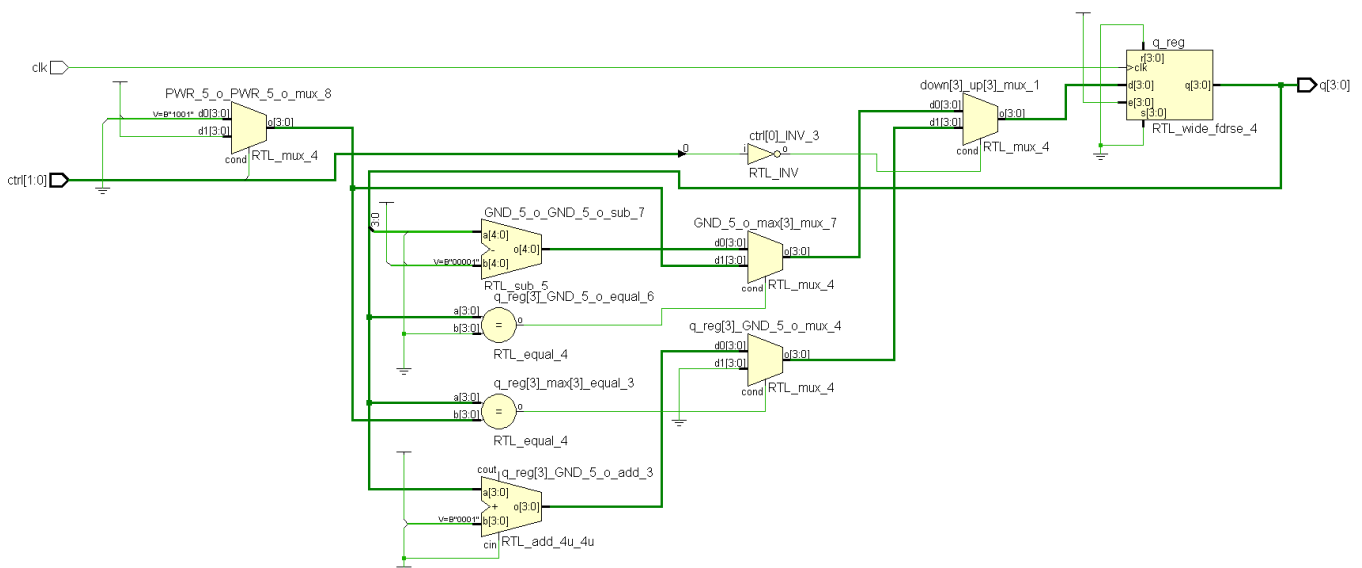 q_reg
r[3:0]
clk
clk
d[3:0]
q[3:0]
q[3:0]
e[3:0]
s[3:0]
RTL_wide_fdrse_4
PWR_5_o_PWR_5_o_mux_8
V=B"1001"
d0[3:0]
o[3:0]
d1[3:0]
cond
RTL_mux_4
ctrl[1:0]
down[3]_up[3]_mux_1
d0[3:0]
o[3:0]
d1[3:0]
cond
RTL_mux_4
0
ctrl[0]_INV_3
i
o
RTL_INV
3:0
GND_5_o_GND_5_o_sub_7
a[4:0]
-
o[4:0]
V=B"00001"
b[4:0]
RTL_sub_5
GND_5_o_max[3]_mux_7
d0[3:0]
o[3:0]
d1[3:0]
cond
RTL_mux_4
q_reg[3]_GND_5_o_equal_6
a[3:0]
=
o
b[3:0]
RTL_equal_4
q_reg[3]_GND_5_o_mux_4
d0[3:0]
o[3:0]
d1[3:0]
cond
RTL_mux_4
q_reg[3]_max[3]_equal_3
a[3:0]
=
o
b[3:0]
RTL_equal_4
cout
q_reg[3]_GND_5_o_add_3
a[3:0]
+
o[3:0]
V=B"0001"
b[3:0]
cin
RTL_add_4u_4u